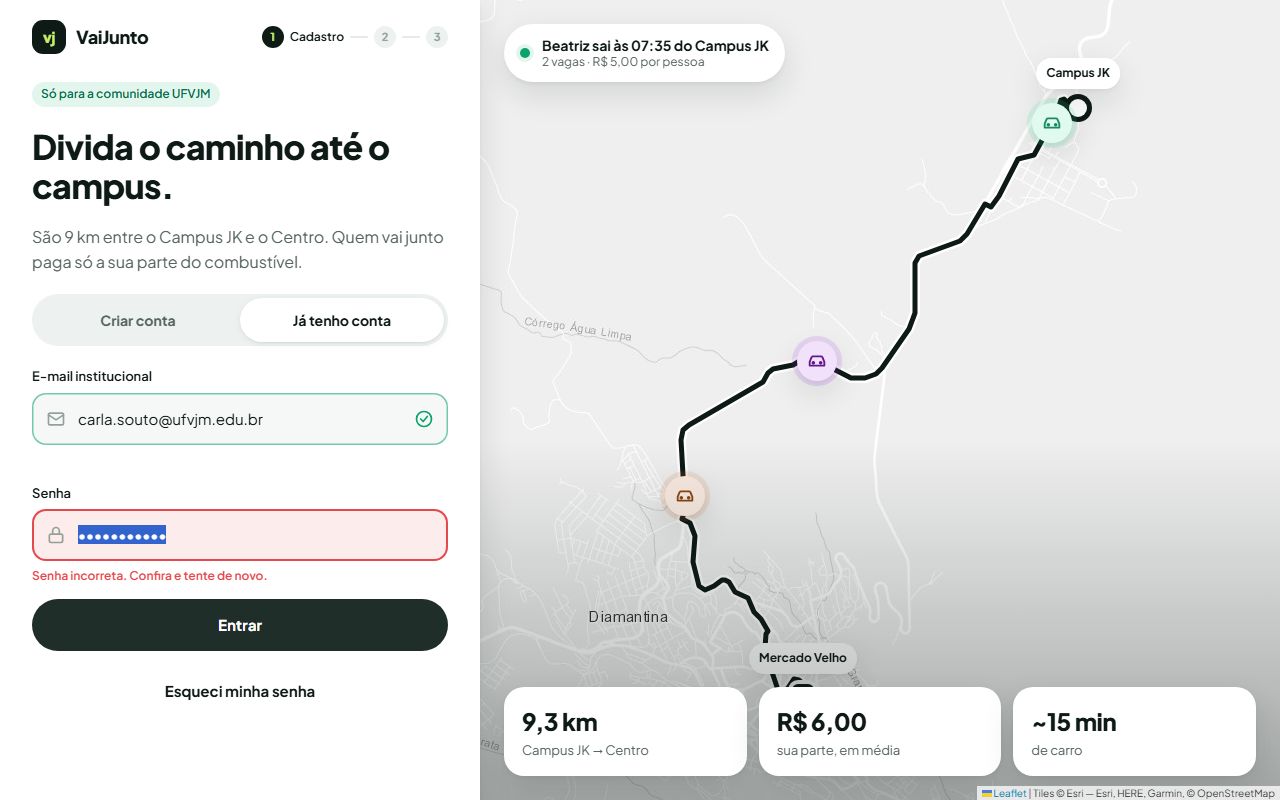 vj
VaiJunto
1 Cadastro 2 3
Só para a comunidade UFVJM
Divida o caminho até o
campus.
São 9 km entre o Campus JK e o Centro. Quem vai junto
paga só a sua parte do combustível.
Criar conta
Já tenho conta
E-mail institucional
carla.souto@ufvjm.edu.br
Senha
Senha incorreta. Confira e tente de novo.
Entrar
Esqueci minha senha
Beatriz sai às 07:35 do Campus JK
2 vagas · R$ 5,00 por pessoa
Campus JK
Córrego Água Limpa
Diamantina
Mercado Velho
9,3 km
Campus JK → Centro
R$ 6,00
sua parte, em média
~15 min
de carro
Leaflet | Tiles © Esri — Esri, HERE, Garmin, © OpenStreetMap